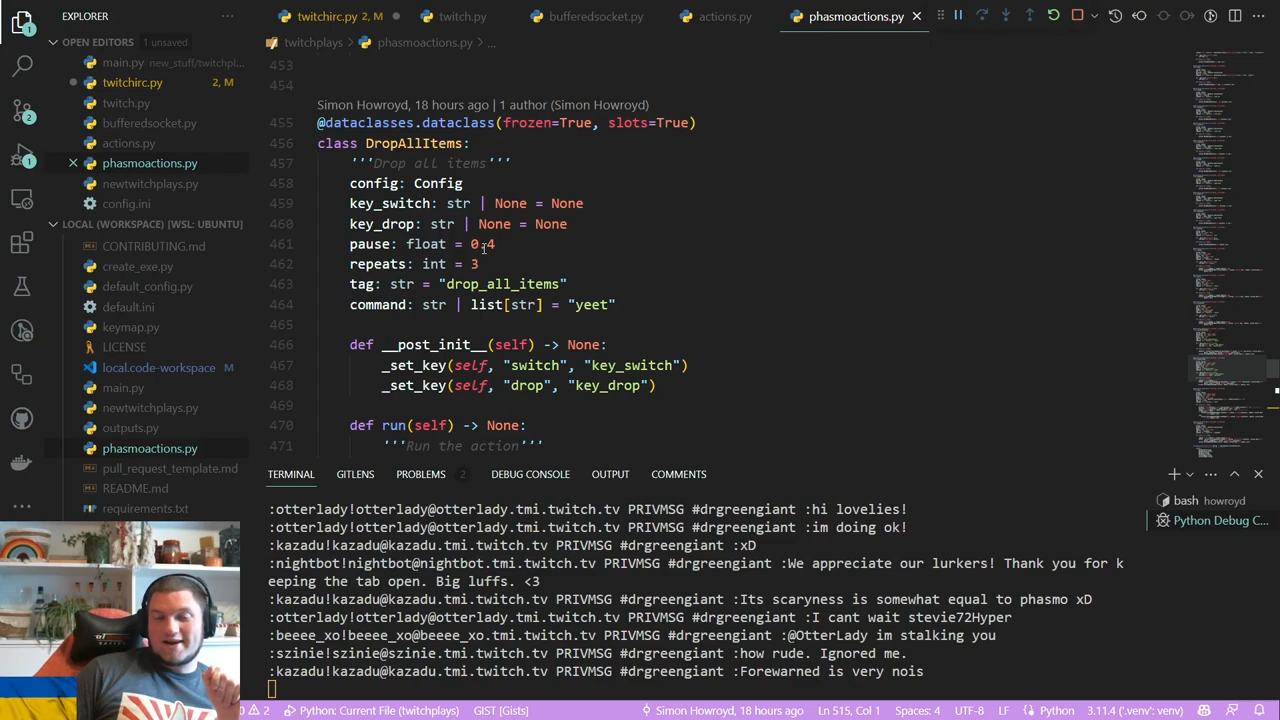 twitchirc.py 2, M
twitch.py
bufferedsocket.py
actions.py
phasmoactions.py
EXPLORER
twitchplays > phasmoactions.py > ...
OPEN EDITORS 1 unsaved
main.py new_stuff/twitchpl...
twitchirc.py 2, M
twitch.py
bufferedsocket.py
actions.py
phasmoactions.py
newtwitchplays.py
config.ini
LOCAL (WORKSPACE) [WSL: UBUNTU]
CONTRIBUTING.md
create_exe.py
default_config.py
default.ini
keymap.py
LICENSE
local.code-workspace M
main.py
newtwitchplays.py
outputs.py
phasmoactions.py
pull_request_template.md
README.md
requirements.txt
453
454
Simon Howroyd, 18 hours ago | 1 author (Simon Howroyd)
455 @dataclasses.dataclass(frozen=True, slots=True)
456 class DropAllItems:
457 '''Drop all items'''
458 config: Config
459 key_switch: str | None = None
460 key_drop: str | None = None
461 pause: float =
462 repeats: int = 3
463 tag: str = "drop_all_items"
464 command: str | list[str] = "yeet"
465
466 def __post_init__(self) -> None:
467 _set_key(self, "switch", "key_switch")
468 _set_key(self, "drop", "key_drop")
469
470 def run(self) -> None:
471 '''Run the action'''
TERMINAL GITLENS PROBLEMS 2 DEBUG CONSOLE OUTPUT COMMENTS
bash howroyd
Python Debug C...
:otterlady!otterlady@otterlady.tmi.twitch.tv PRIVMSG #drgreengiant :hi lovelies!
:otterlady!otterlady@otterlady.tmi.twitch.tv PRIVMSG #drgreengiant :im doing ok!
:kazadu!kazadu@kazadu.tmi.twitch.tv PRIVMSG #drgreengiant :xD
:nightbot!nightbot@nightbot.tmi.twitch.tv PRIVMSG #drgreengiant :We appreciate our lurkers! Thank you for k
eeping the tab open. Big luffs. <3
:kazadu!kazadu@kazadu.tmi.twitch.tv PRIVMSG #drgreengiant :Its scaryness is somewhat equal to phasmo xD
:otterlady!otterlady@otterlady.tmi.twitch.tv PRIVMSG #drgreengiant :I cant wait stevie72Hyper
:beebe_xo!beebe_xo@beebe_xo.tmi.twitch.tv PRIVMSG #drgreengiant :@OtterLady im stalking you
:szinie!szinie@szinie.tmi.twitch.tv PRIVMSG #drgreengiant :how rude. Ignored me.
:kazadu!kazadu@kazadu.tmi.twitch.tv PRIVMSG #drgreengiant :Forewarned is very nois
0 2 Python: Current File (twitchplays) GIST [Gists] Simon Howroyd, 18 hours ago Ln 515, Col 1 Spaces: 4 UTF-8 LF Python 3.11.4 ('.venv': venv)